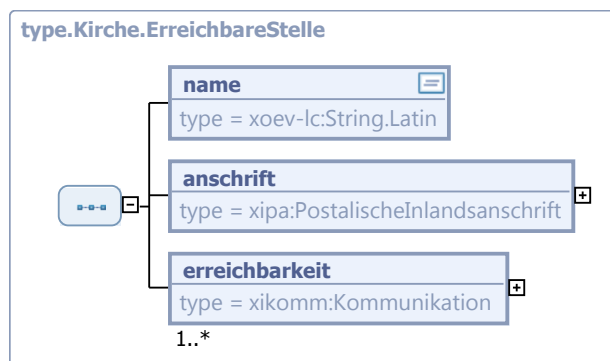 type.Kirche.ErreichbareStelle
name
type = xoev-lc:String.Latin
anschrift
type = xipa:PostalischeInlandsanschrift
erreichbarkeit
type = xikomm:Kommunikation
1..*